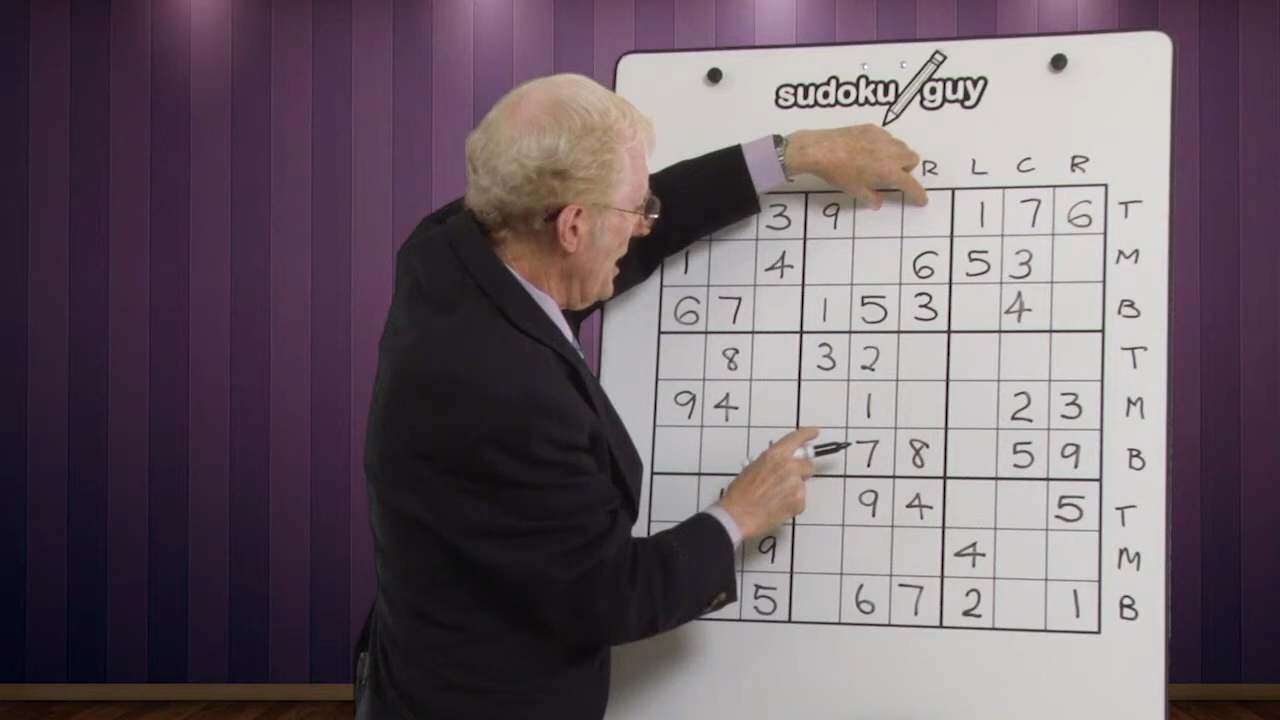 sudoku guy
R L C R
3 9 1 7 6 T
1 4 6 5 3 M
6 7 1 5 3 4 B
8 3 2 T
9 4 1 2 3 M
7 8 5 9 B
9 4 5 T
9 4 M
5 6 7 2 1 B